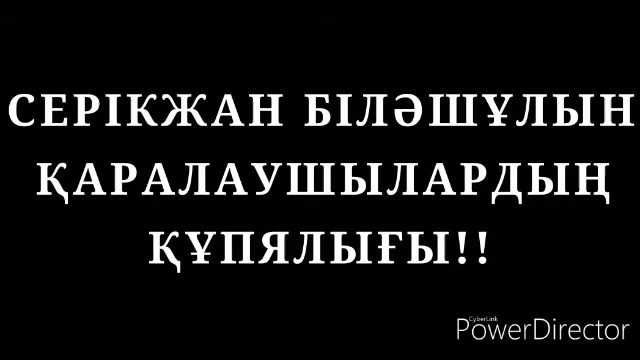 СЕРІКЖАН БІЛӘШҰЛЫН
ҚАРАЛАУШЫЛАРДЫҢ
ҚҰПЯЛЫҒЫ!!
CyberLink
PowerDirector